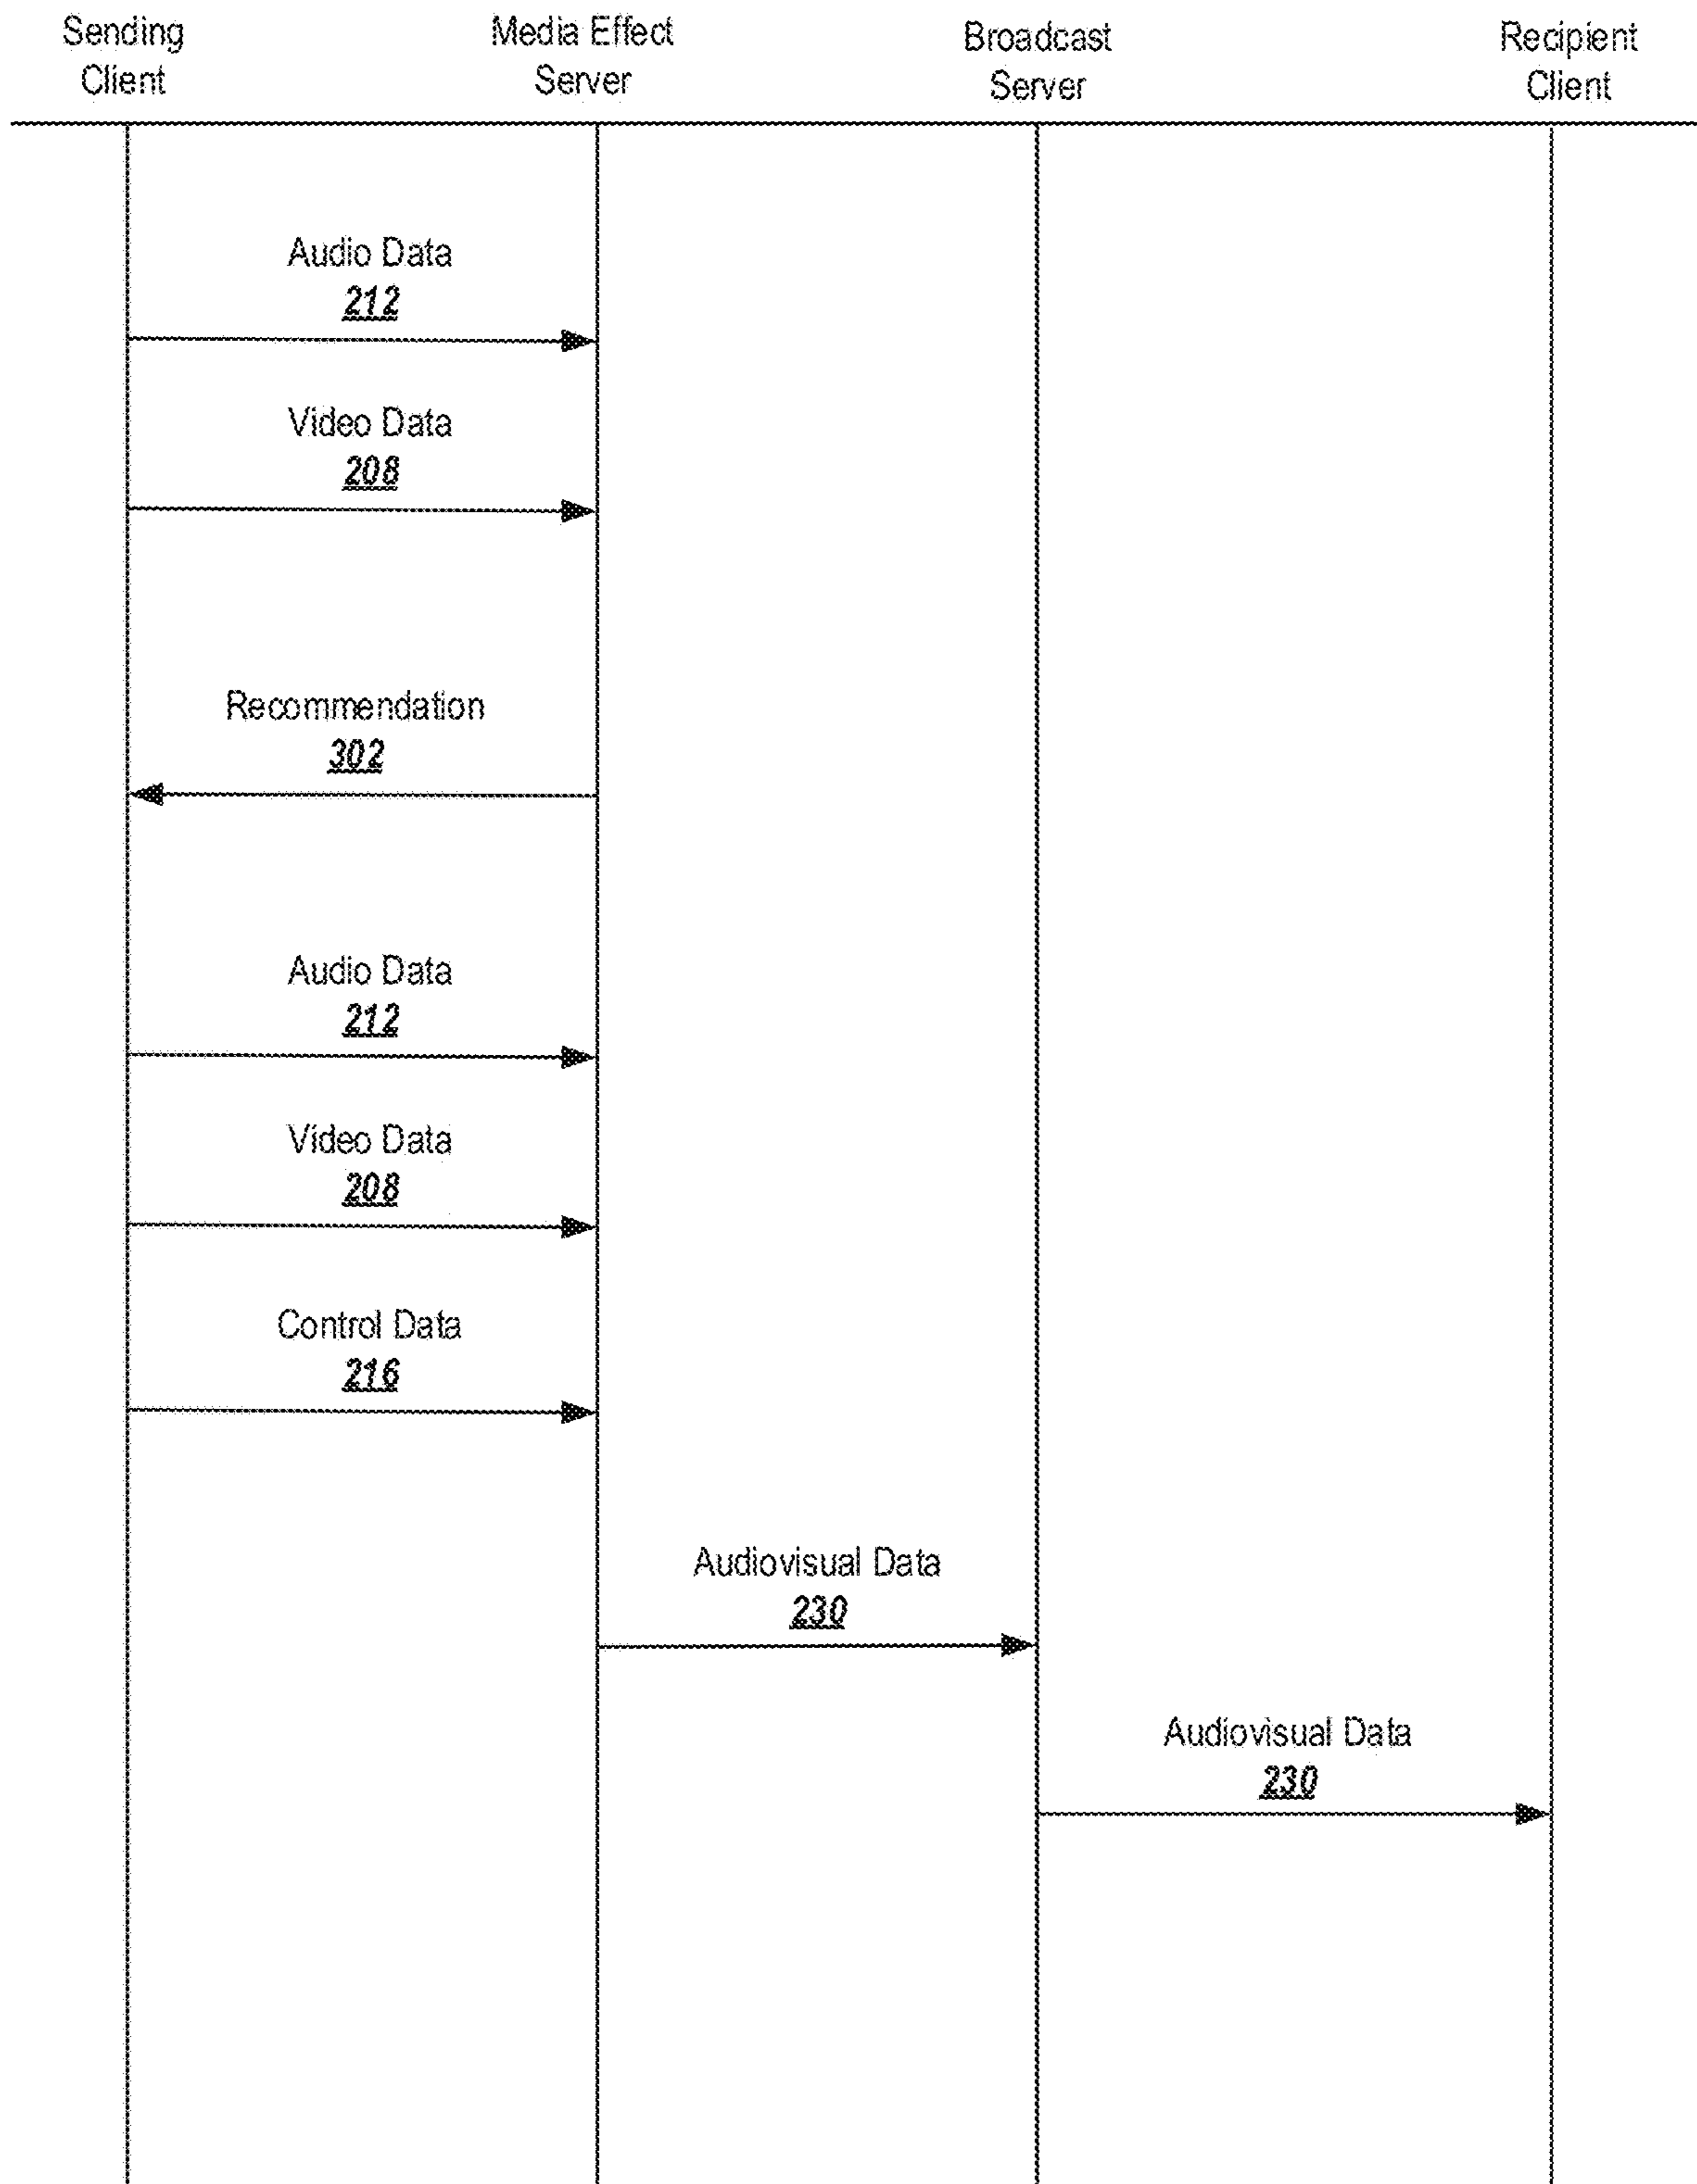 Sending
Client
Media Effect
Server
Broadcast
Server
Recipient
Client
Audio Data
212
Video Data
208
Recommendation
302
Audio Data
212
Video Data
208
Control Data
216
Audiovisual Data
230
Audiovisual Data
230